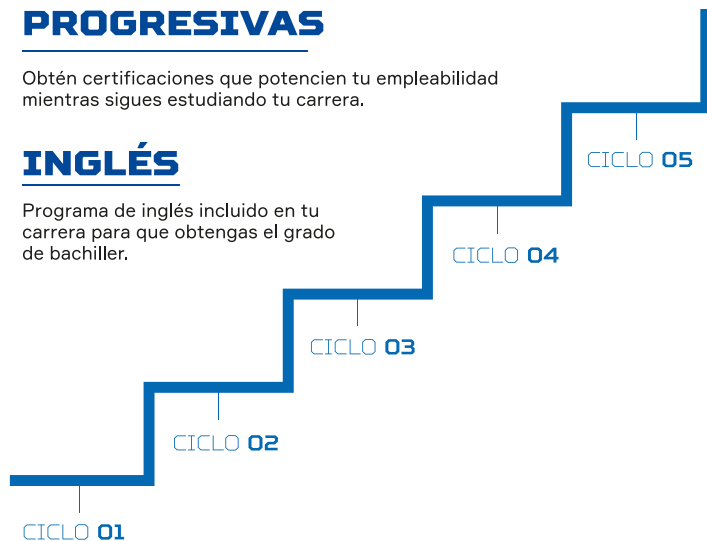 PROGRESIVAS
Obtén certificaciones que potencien tu empleabilidad
mientras sigues estudiando tu carrera.
INGLÉS
Programa de inglés incluido en tu
carrera para que obtengas el grado
de bachiller.
CICLO 05
CICLO 04
CICLO 03
CICLO 02
CICLO 01